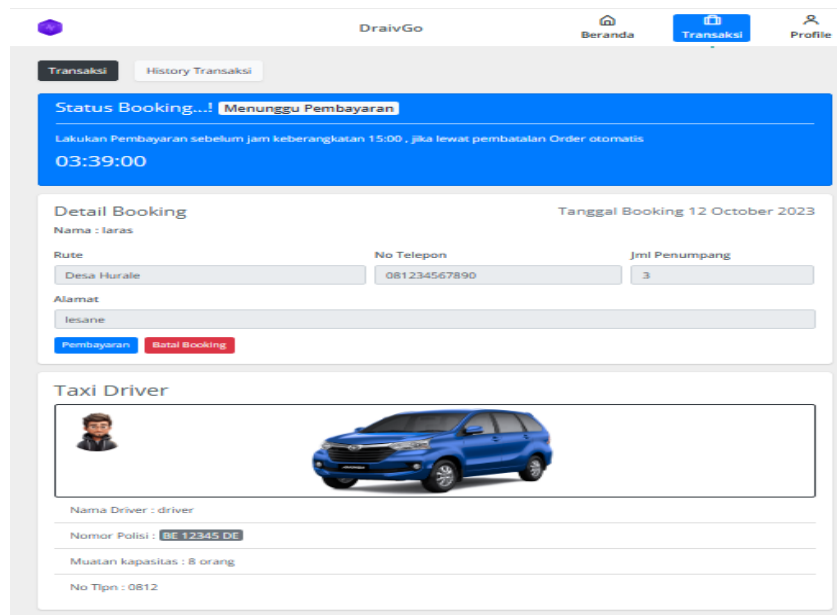 DraivGo
Beranda
Transaksi
Profile
Transaksi
History Transaksi
Status Booking...! Menunggu Pembayaran
Lakukan Pembayaran sebelum jam keberangkatan 15:00 , jika lewat pembatalan Order otomatis
03:39:00
Detail Booking
Tanggal Booking 12 October 2023
Nama : laras
Rute
No Telepon
Jml Penumpang
Desa Hurale
081234567890
3
Alamat
lesane
Pembayaran
Batal Booking
Taxi Driver
Nama Driver : driver
Nomor Polisi : BE 12345 DE
Muatan kapasitas : 8 orang
No Tlpn : 0812